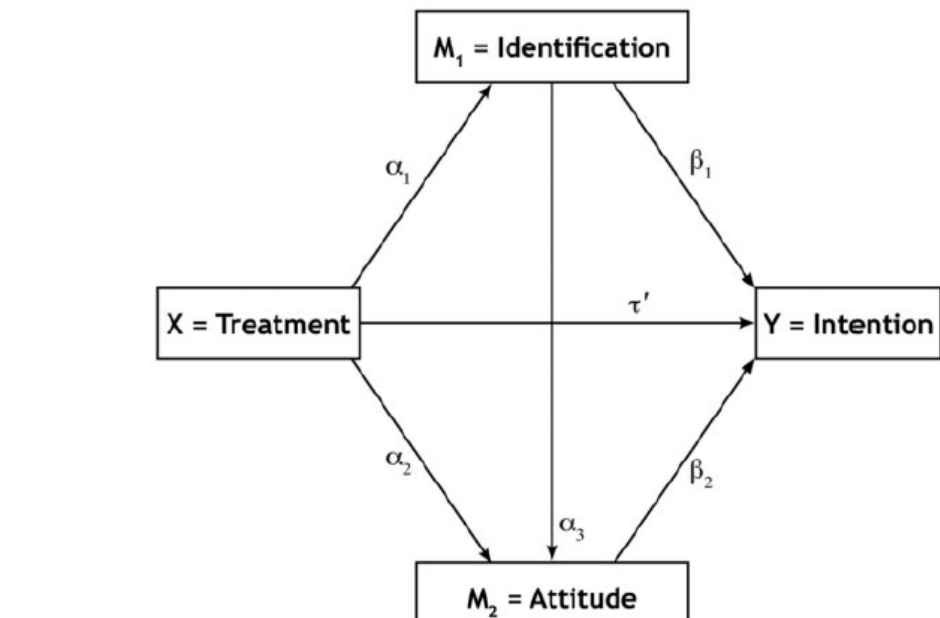 M₁ = Identification
α₁
β₁
τ′
X = Treatment
Y = Intention
α₂
β₂
α₃
M₂ = Attitude